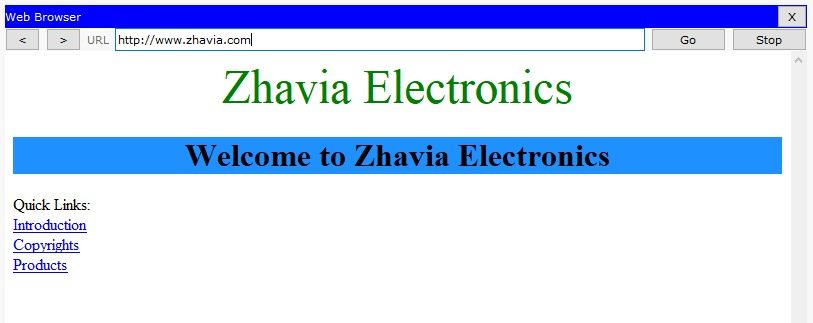 Web Browser X
< > URL http://www.zhavia.com Go Stop
Zhavia Electronics
Welcome to Zhavia Electronics
Quick Links:
Introduction
Copyrights
Products